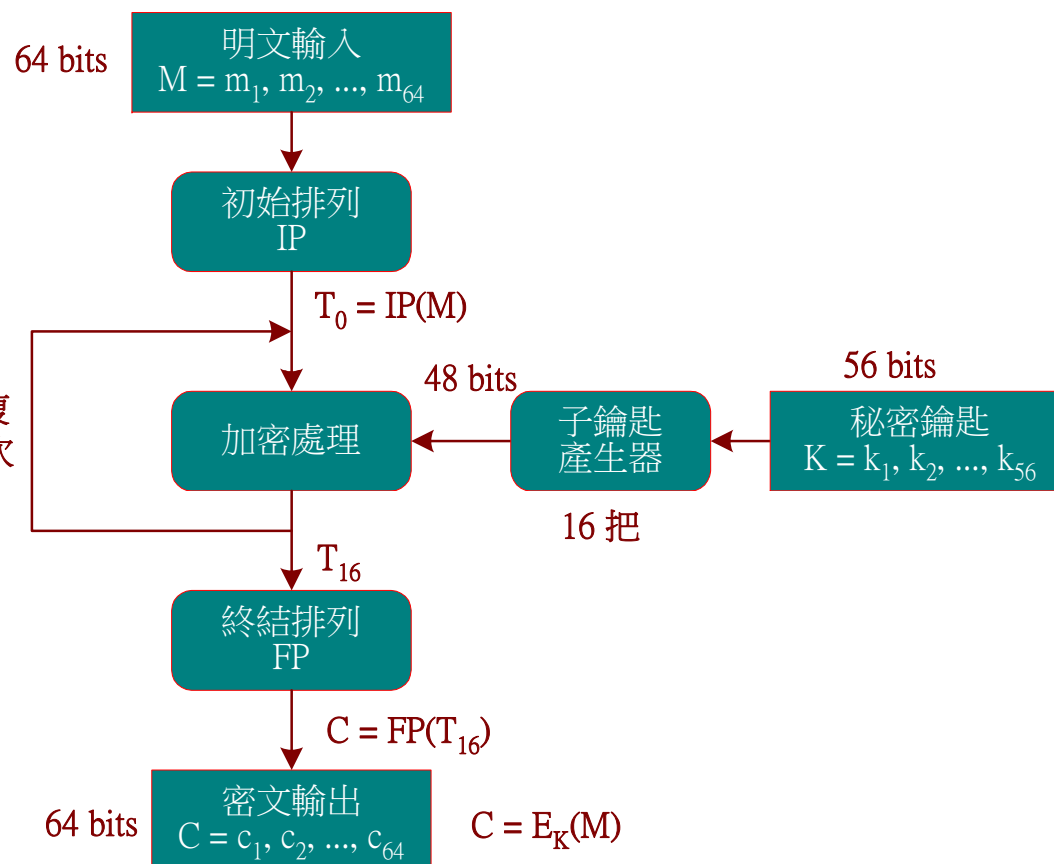 64 bits
明文輸入
M = m₁, m₂, ..., m₆₄
初始排列
IP
T₀ = IP(M)
48 bits
56 bits
加密處理
子鑰匙
產生器
秘密鑰匙
K = k₁, k₂, ..., k₅₆
16 把
T₁₆
終結排列
FP
C = FP(T₁₆)
64 bits
密文輸出
C = c₁, c₂, ..., c₆₄
C = E_K(M)